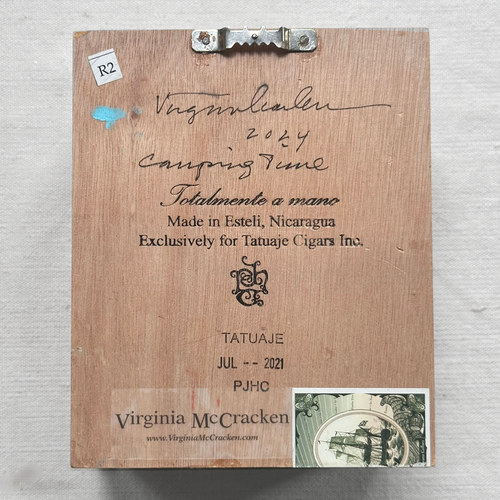 R2
Virginia McCracken
2024
Camping Time
Totalmente a mano
Made in Esteli, Nicaragua
Exclusively for Tatuaje Cigars Inc.
TATUAJE
JUL -- 2021
PJHC
Virginia McCracken
www.VirginiaMcCracken.com